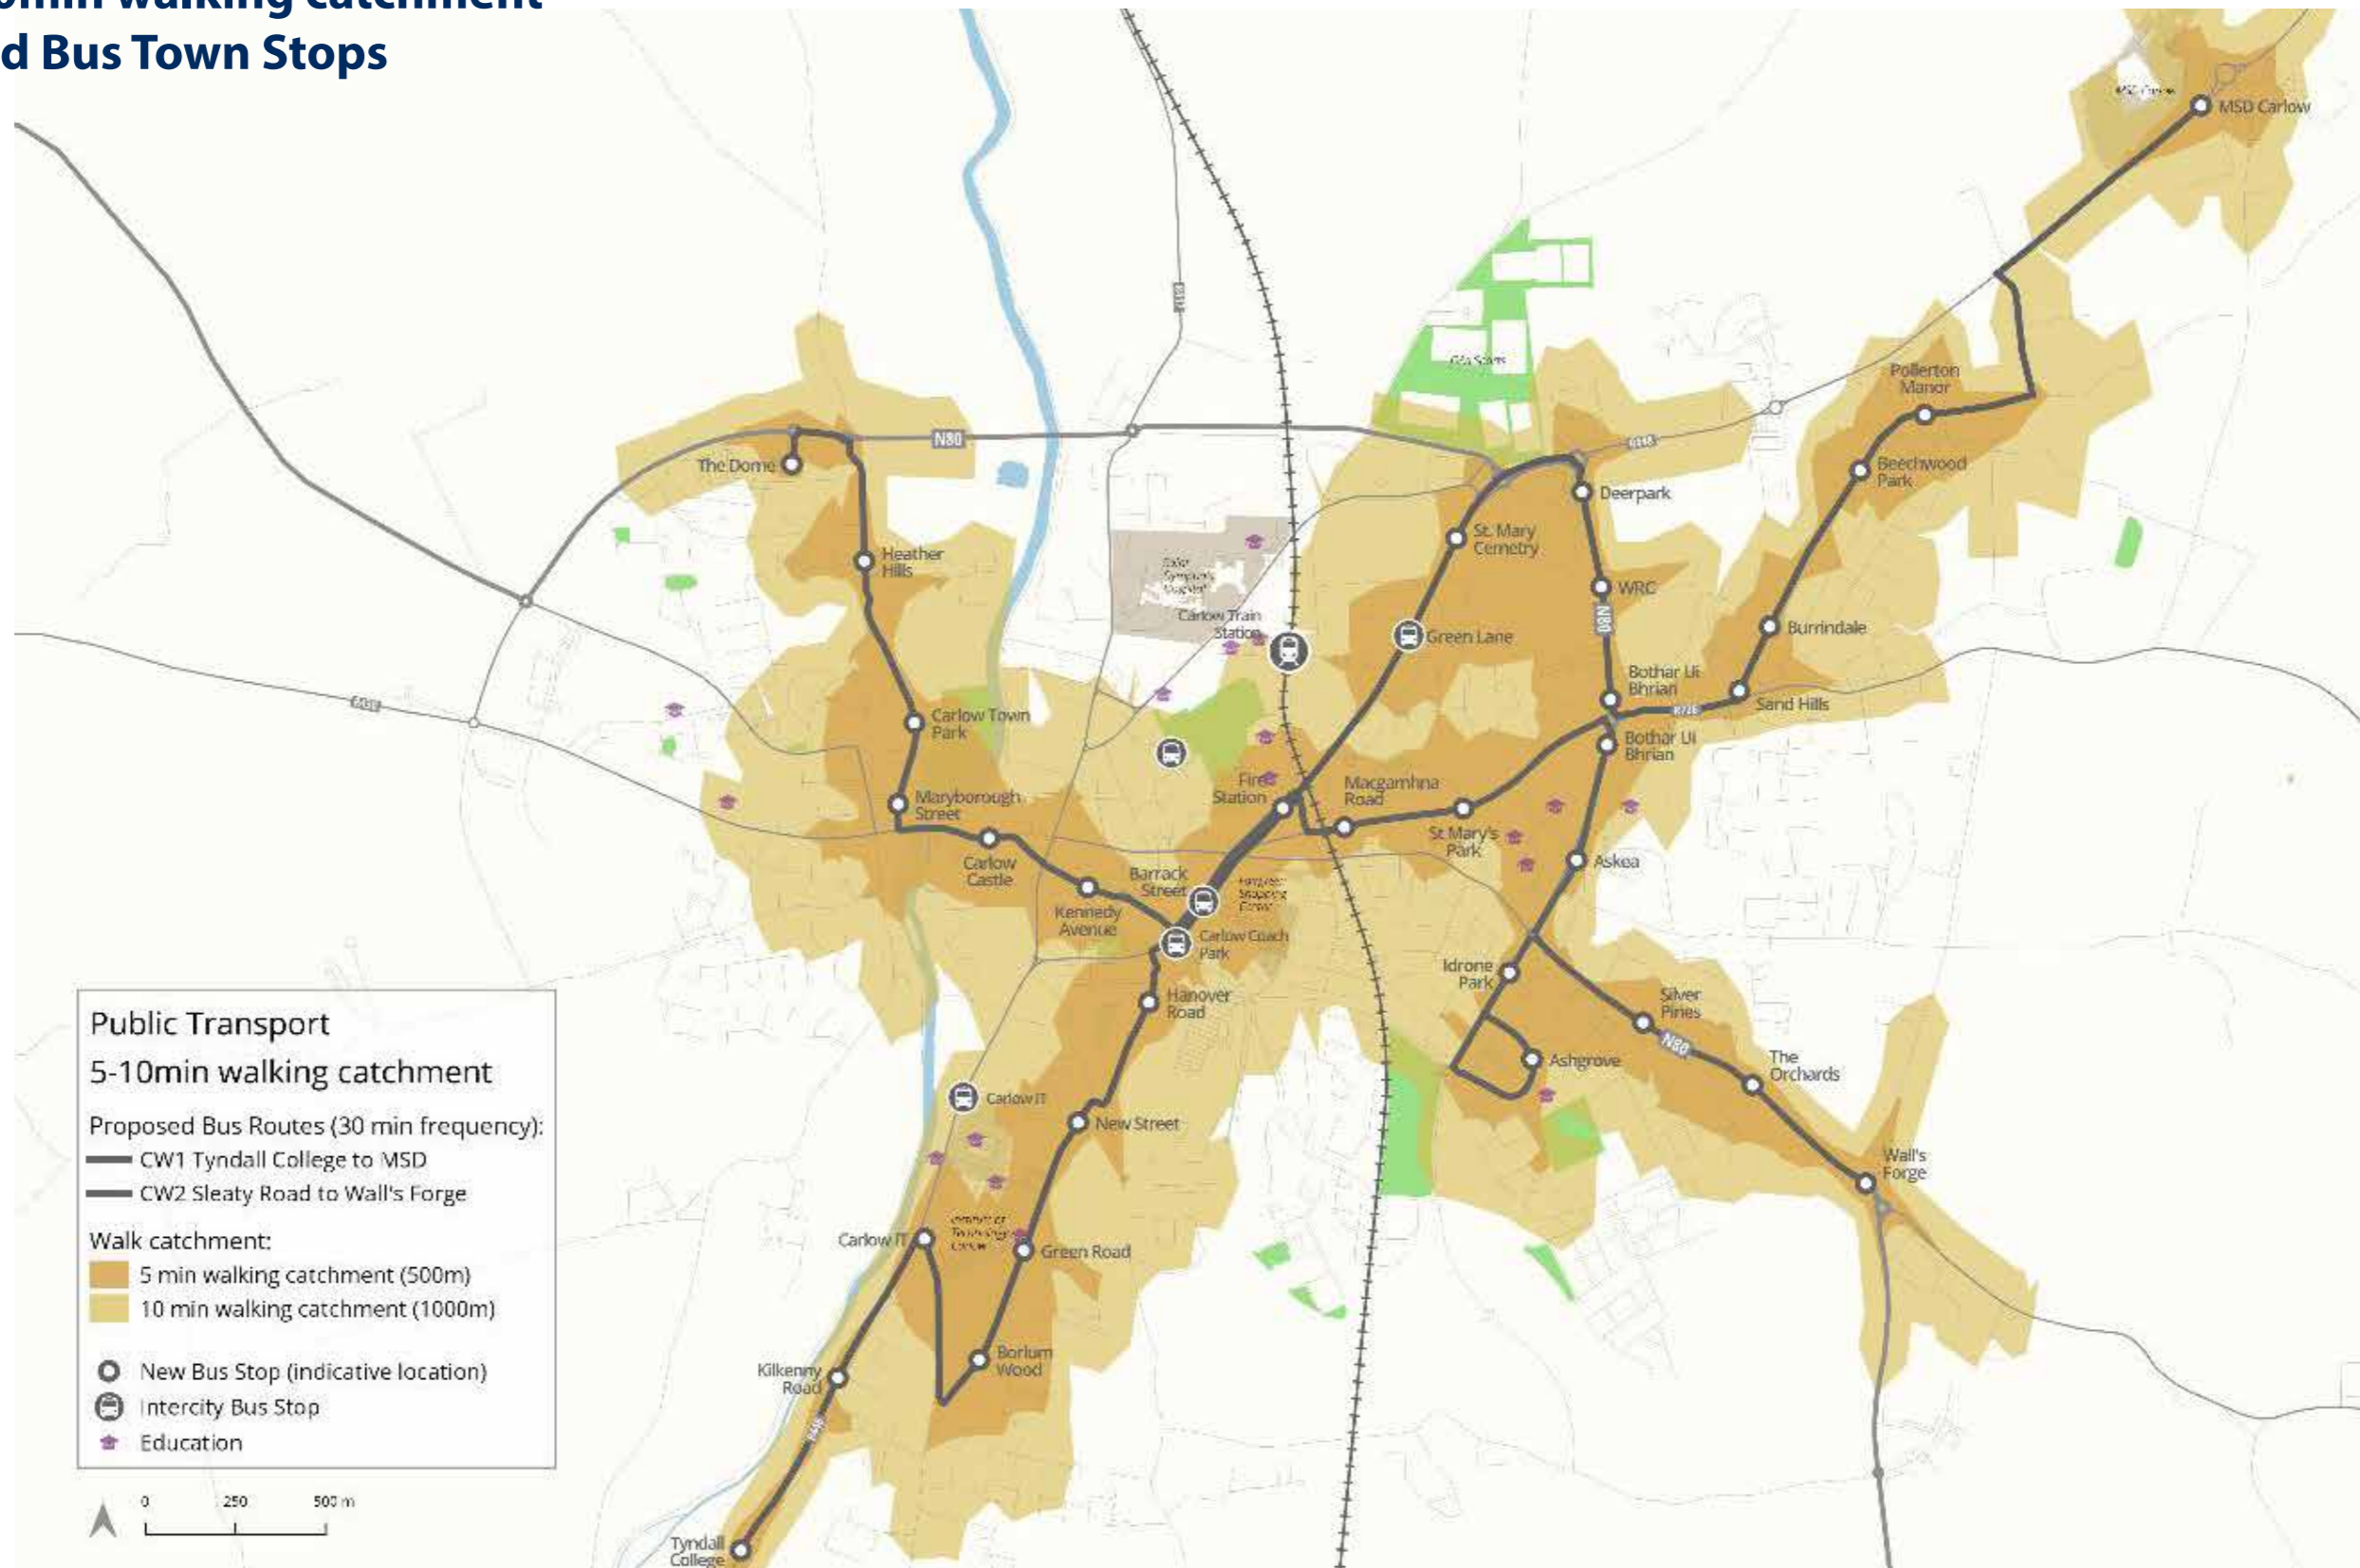 min walking catchment
d Bus Town Stops
MSD Carlow
Pollerton
Manor
N80
The Dome
Beechwood
Park
Deerpark
St. Mary
Cemetry
Heather
Hills
WRC
N80
Carlow Train
Station
Green Lane
Burrindale
Bothar Ui
Bhrian
Sand Hills
Carlow Town
Park
Bothar Ui
Bhrian
Fire
Station
Macgamhna
Road
Maryborough
Street
St Mary's
Park
Carlow
Castle
Askea
Barrack
Street
Kennedy
Avenue
Carlow Coach
Park
Idrone
Park
Hanover
Road
Silver
Pines
N80
The
Orchards
Ashgrove
Carlow IT
New Street
Wall's
Forge
Carlow IT
Green Road
Borlum
Wood
Kilkenny
Road
Tyndall
College
Public Transport
5-10min walking catchment
Proposed Bus Routes (30 min frequency):
CW1 Tyndall College to MSD
CW2 Sleaty Road to Wall's Forge
Walk catchment:
5 min walking catchment (500m)
10 min walking catchment (1000m)
New Bus Stop (indicative location)
Intercity Bus Stop
Education
0 250 500 m